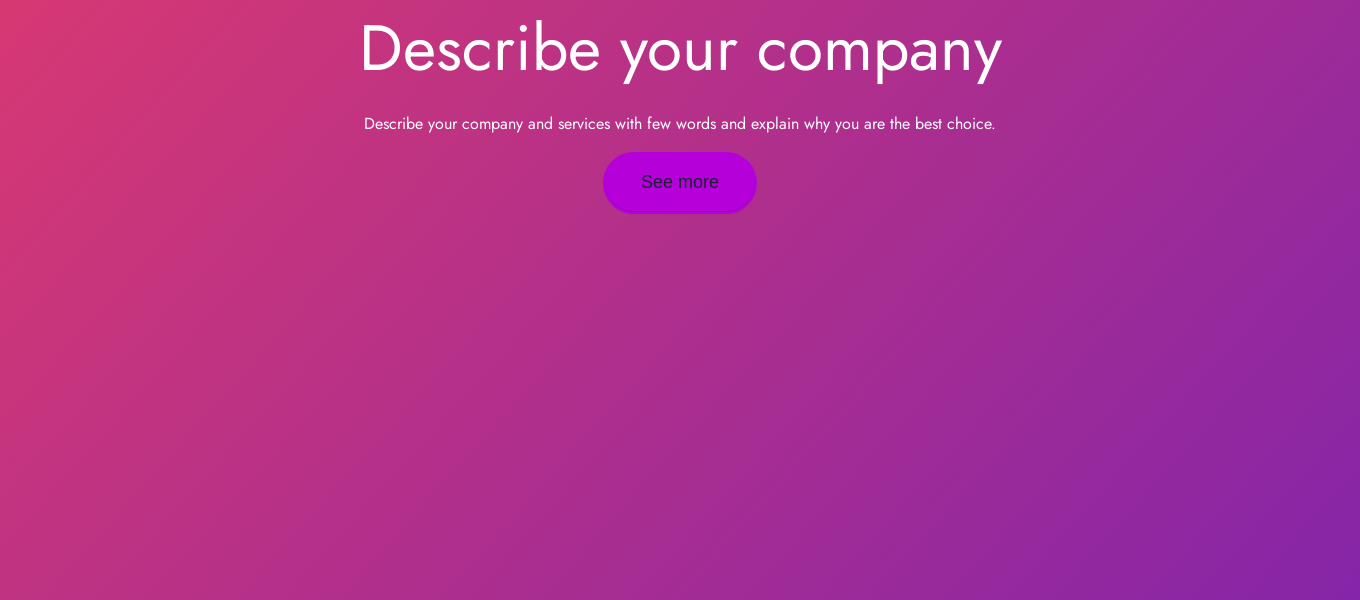 Describe your company
Describe your company and services with few words and explain why you are the best choice.
See more